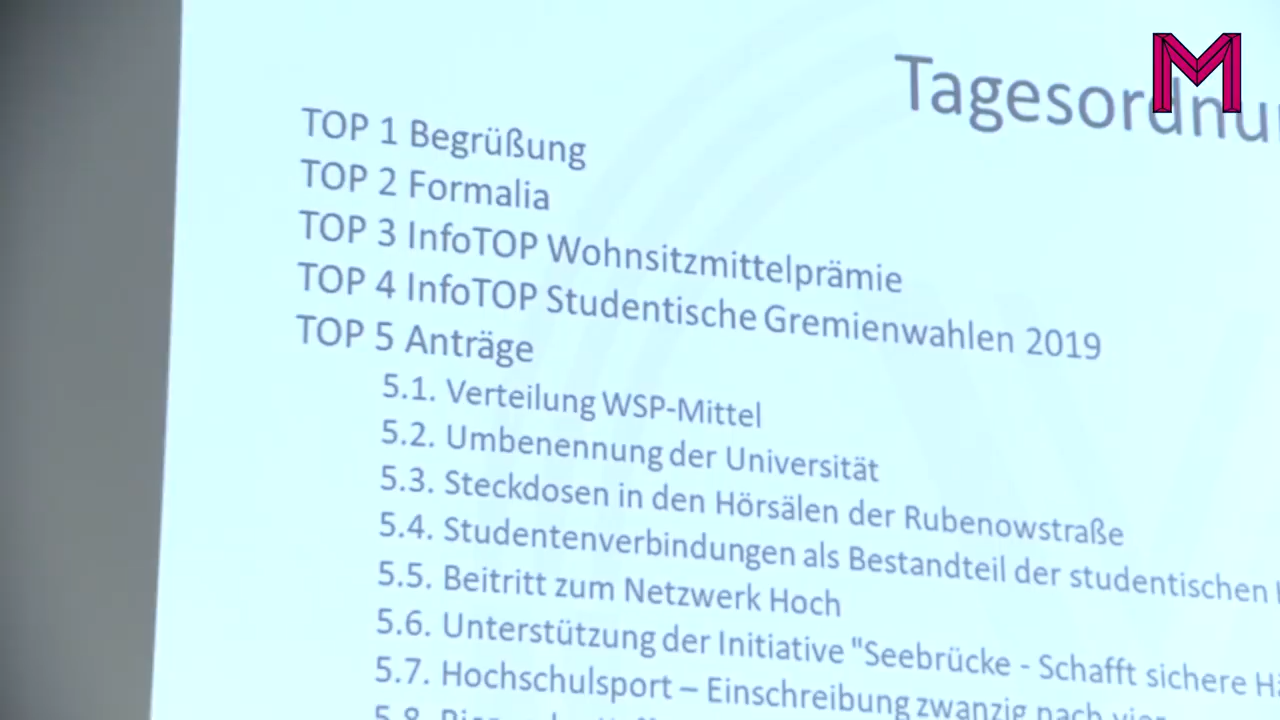 Tagesordnu
M
TOP 1 Begrüßung
TOP 2 Formalia
TOP 3 InfoTOP Wohnsitzmittelprämie
TOP 4 InfoTOP Studentische Gremienwahlen 2019
TOP 5 Anträge
5.1. Verteilung WSP-Mittel
5.2. Umbenennung der Universität
5.3. Steckdosen in den Hörsälen der Rubenowstraße
5.4. Studentenverbindungen als Bestandteil der studentischen
5.5. Beitritt zum Netzwerk Hoch
5.6. Unterstützung der Initiative "Seebrücke - Schafft sichere Hä
5.7. Hochschulsport – Einschreibung zwanzig nach vier
5.8.